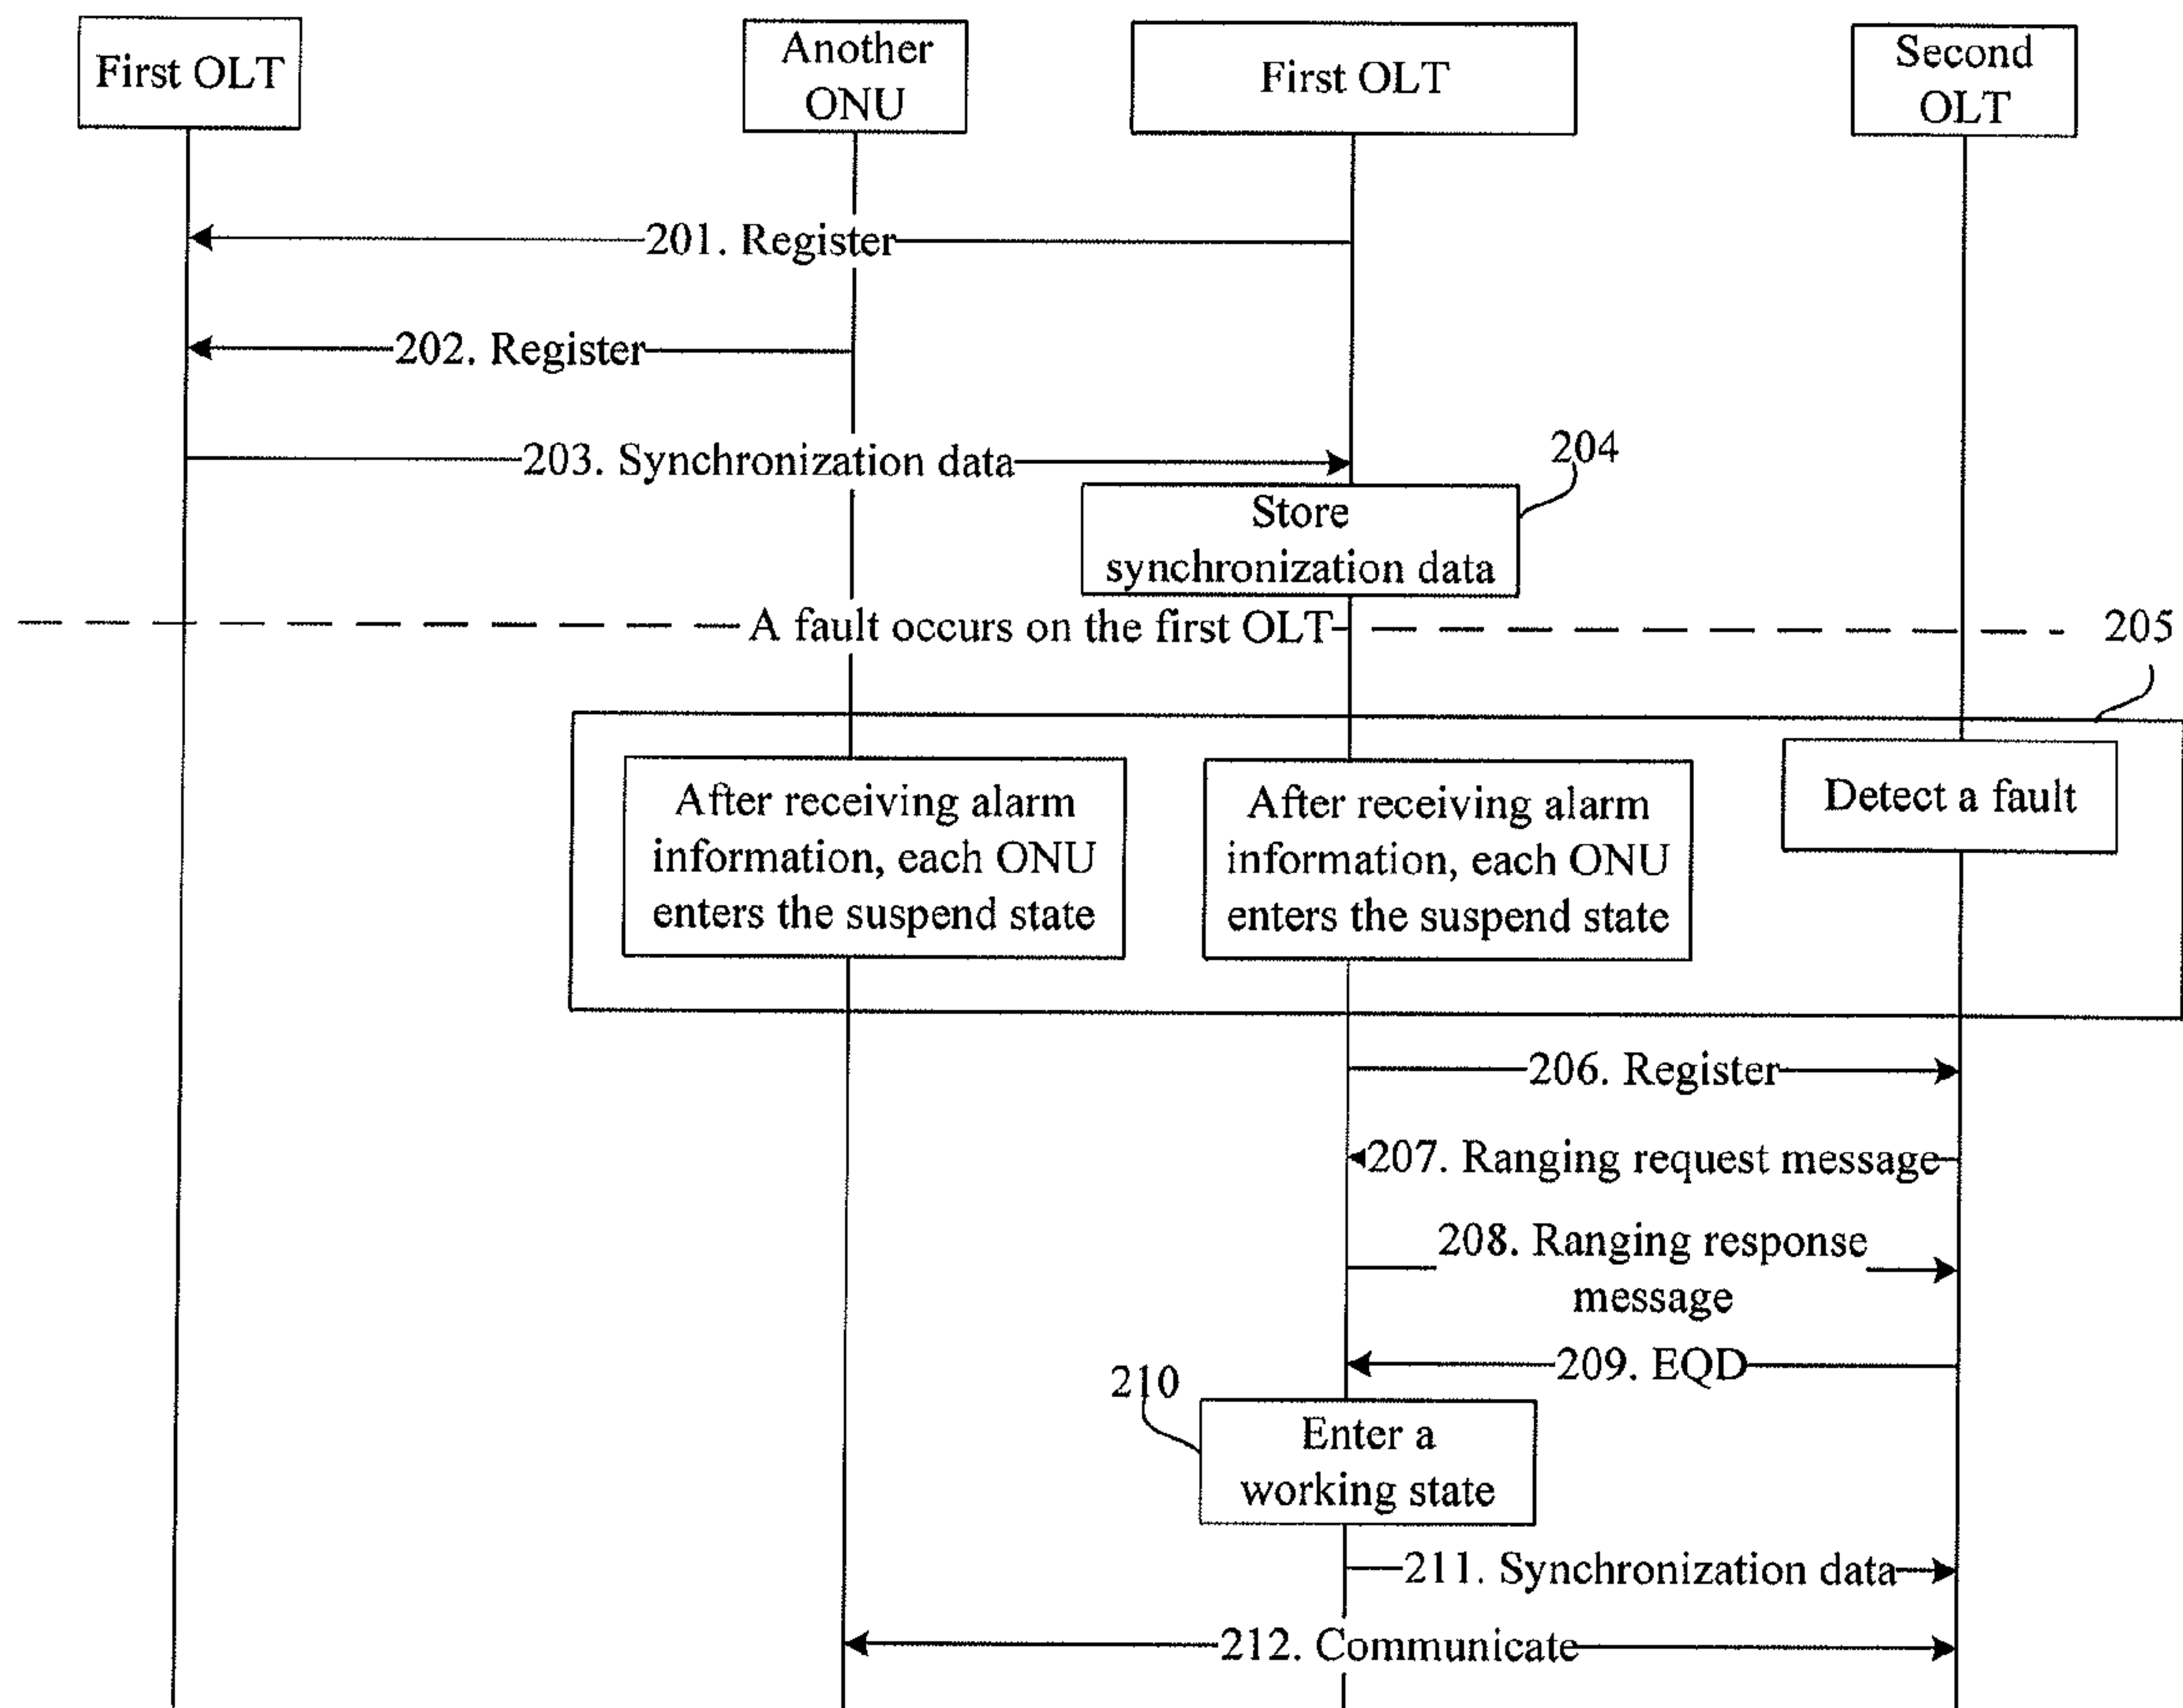 First OLT
Another
ONU
First OLT
Second
OLT
201. Register
202. Register
203. Synchronization data
204
Store
synchronization data
A fault occurs on the first OLT
205
After receiving alarm
information, each ONU
enters the suspend state
After receiving alarm
information, each ONU
enters the suspend state
Detect a fault
206. Register
207. Ranging request message
208. Ranging response
message
209. EQD
210
Enter a
working state
211. Synchronization data
212. Communicate